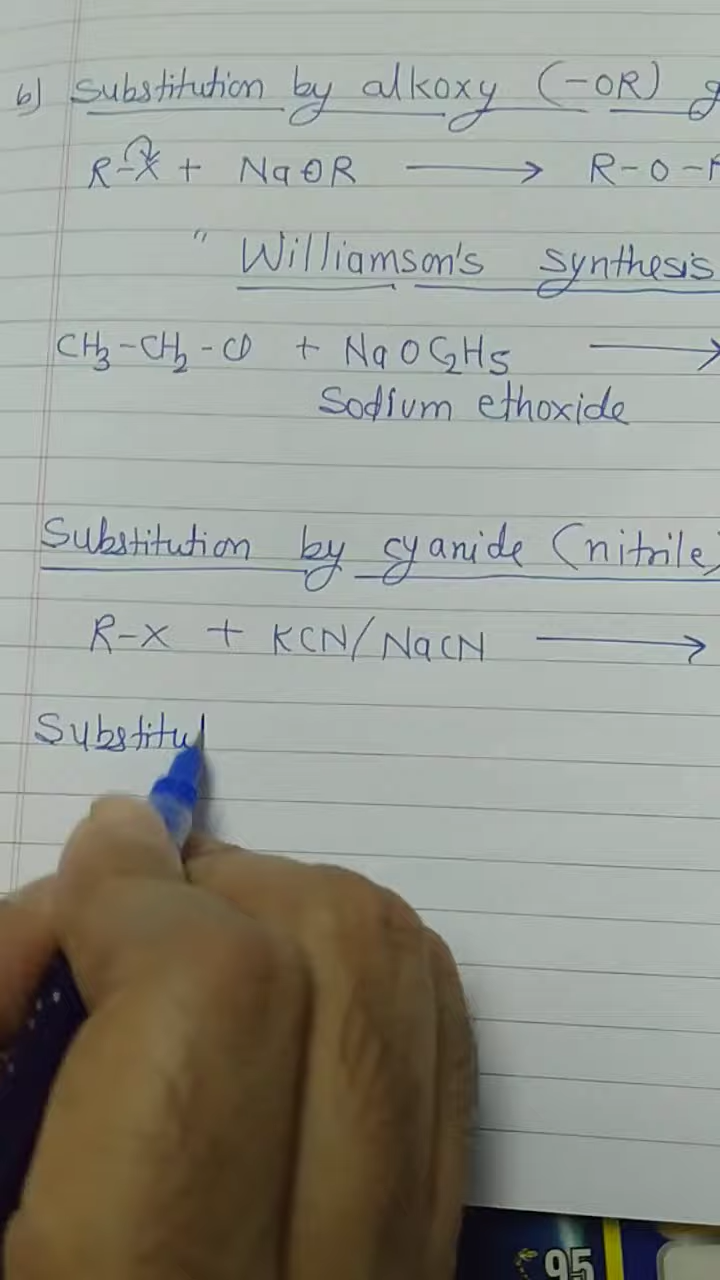 b) Substitution by alkoxy (-OR) g
R-X + NaOR ⟶ R-O-R
" Williamson's synthesis
CH₃-CH₂-Cl + NaOC₂H₅ ⟶
Sodium ethoxide
Substitution by cyanide (nitrile)
R-X + KCN/NaCN ⟶
Substitut
95